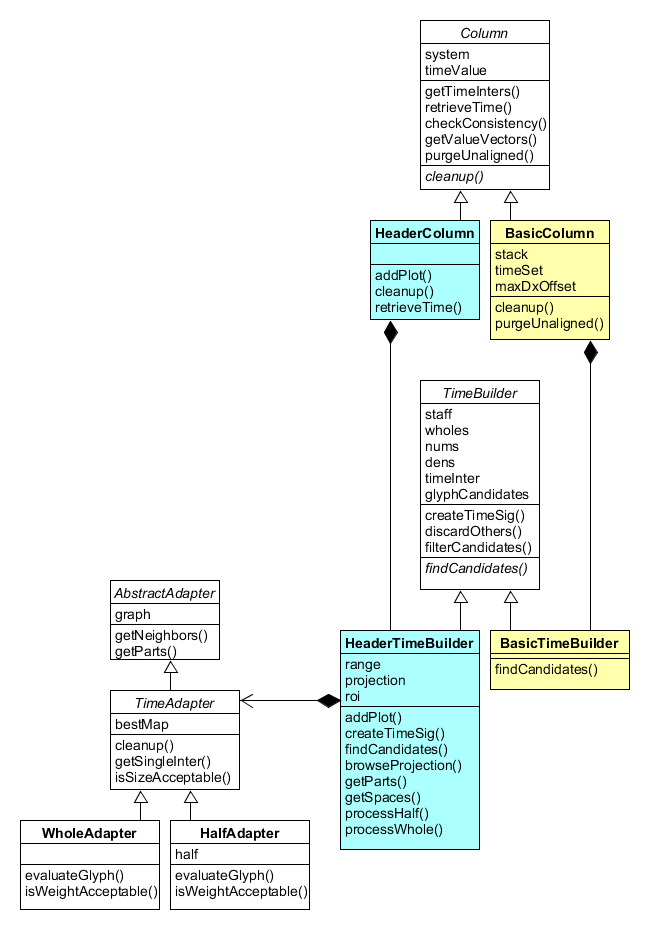 Column
system
timeValue
getTimeInters()
retrieveTime()
checkConsistency()
getValueVectors()
purgeUnaligned()
cleanup()
HeaderColumn
addPlot()
cleanup()
retrieveTime()
BasicColumn
stack
timeSet
maxDxOffset
cleanup()
purgeUnaligned()
TimeBuilder
staff
wholes
nums
dens
timeInter
glyphCandidates
createTimeSig()
discardOthers()
filterCandidates()
findCandidates()
AbstractAdapter
graph
getNeighbors()
getParts()
HeaderTimeBuilder
range
projection
roi
addPlot()
createTimeSig()
findCandidates()
browseProjection()
getParts()
getSpaces()
processHalf()
processWhole()
BasicTimeBuilder
findCandidates()
TimeAdapter
bestMap
cleanup()
getSingleInter()
isSizeAcceptable()
WholeAdapter
evaluateGlyph()
isWeightAcceptable()
HalfAdapter
half
evaluateGlyph()
isWeightAcceptable()